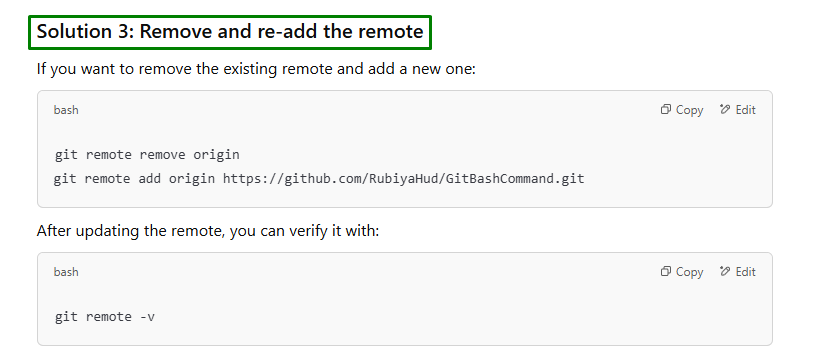 Solution 3: Remove and re-add the remote
If you want to remove the existing remote and add a new one:
bash Copy Edit
git remote remove origin
git remote add origin https://github.com/RubiyaHud/GitBashCommand.git
After updating the remote, you can verify it with:
bash Copy Edit
git remote -v